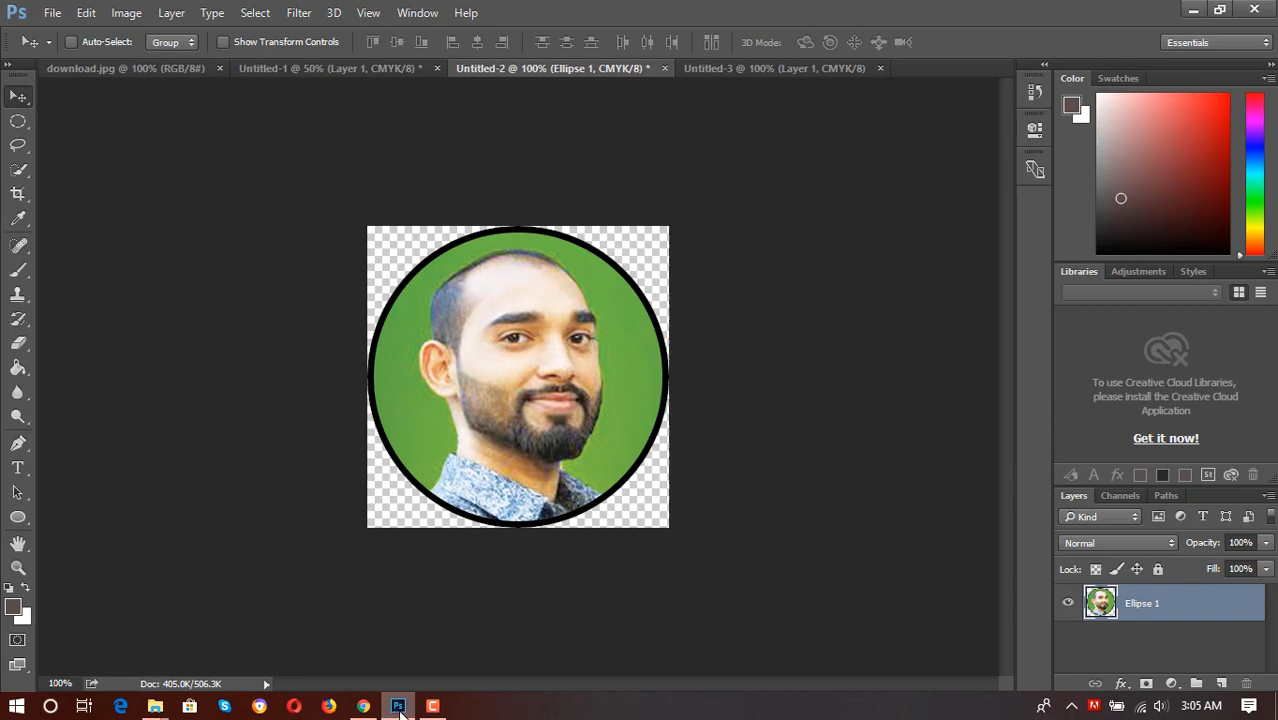 Ps File Edit Image Layer Type Select Filter 3D View Window Help
Auto-Select: Group Show Transform Controls 3D Mode: Essentials
download.jpg @ 100% (RGB/8#) × Untitled-1 @ 50% (Layer 1, CMYK/8) * × Untitled-2 @ 100% (Ellipse 1, CMYK/8) * × Untitled-3 @ 100% (Layer 1, CMYK/8) ×
Color Swatches
Libraries Adjustments Styles
To use Creative Cloud Libraries,
please install the Creative Cloud
Application
Get it now!
St
Layers Channels Paths
Kind
Normal Opacity: 100%
Lock: Fill: 100%
Ellipse 1
100% Doc: 405.0K/506.3K
fx
Ps C 3:05 AM